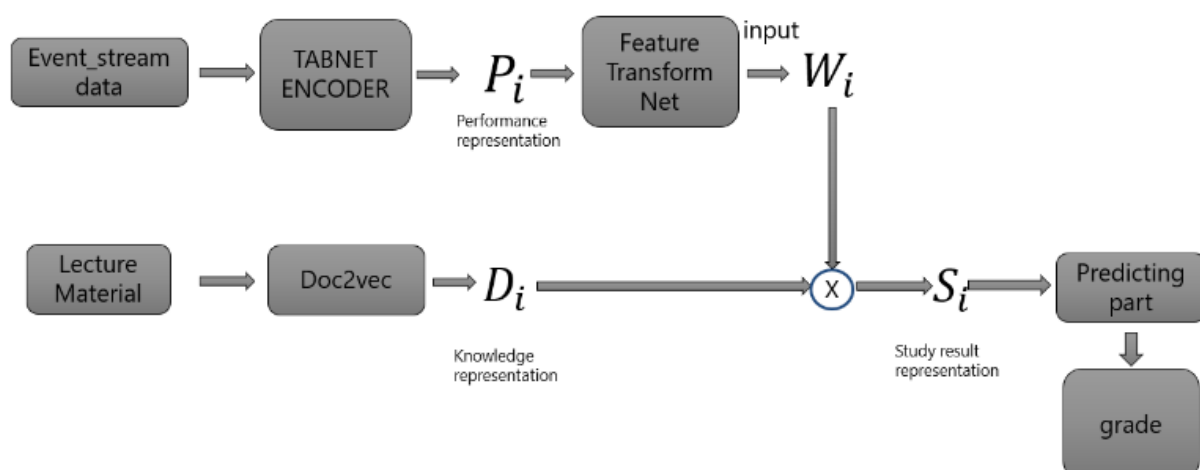 Event_stream
data
TABNET
ENCODER
P_i
Performance
representation
Feature
Transform
Net
input
W_i
Lecture
Material
Doc2vec
D_i
Knowledge
representation
X
S_i
Study result
representation
Predicting
part
grade